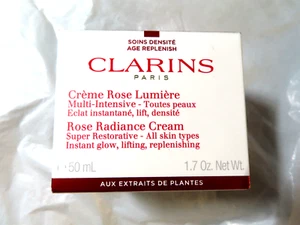 SOINS DENSITÉ
AGE REPLENISH
CLARINS
PARIS
Crème Rose Lumière
Multi-Intensive - Toutes peaux
Eclat instantané, lift, densité
Rose Radiance Cream
Super Restorative - All skin types
Instant glow, lifting, replenishing
50 mL 1.7 Oz. Net Wt.
AUX EXTRAITS DE PLANTES